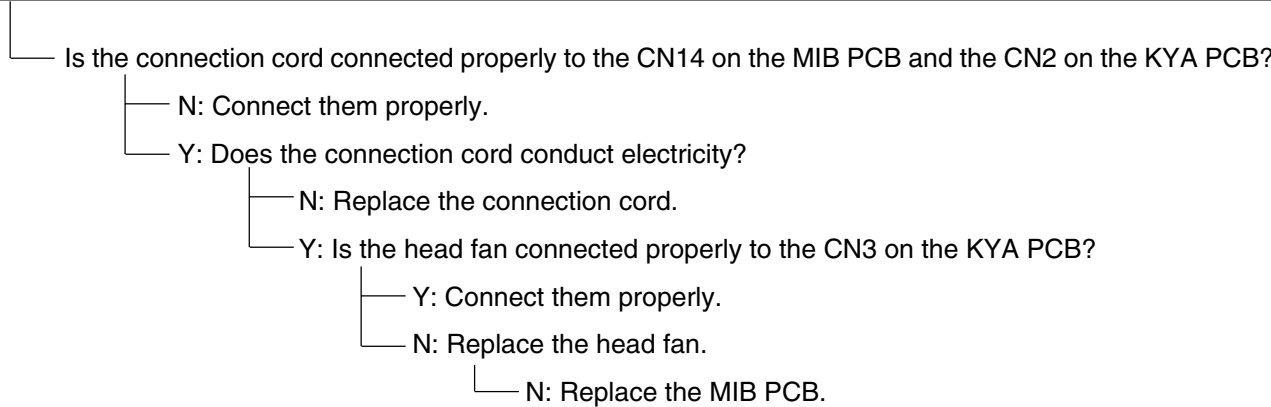 Is the connection cord connected properly to the CN14 on the MIB PCB and the CN2 on the KYA PCB?
N: Connect them properly.
Y: Does the connection cord conduct electricity?
N: Replace the connection cord.
Y: Is the head fan connected properly to the CN3 on the KYA PCB?
Y: Connect them properly.
N: Replace the head fan.
N: Replace the MIB PCB.